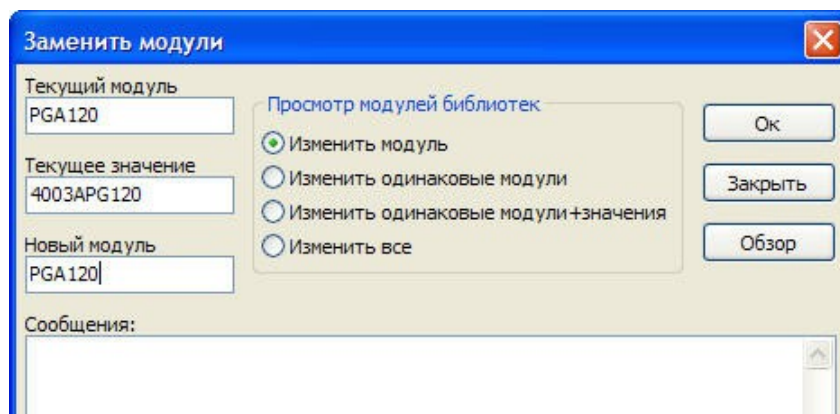 Заменить модули
Текущий модуль
PGA120
Текущее значение
4003APG120
Новый модуль
PGA120
Просмотр модулей библиотек
Изменить модуль
Изменить одинаковые модули
Изменить одинаковые модули+значения
Изменить все
Ок
Закрыть
Обзор
Сообщения: